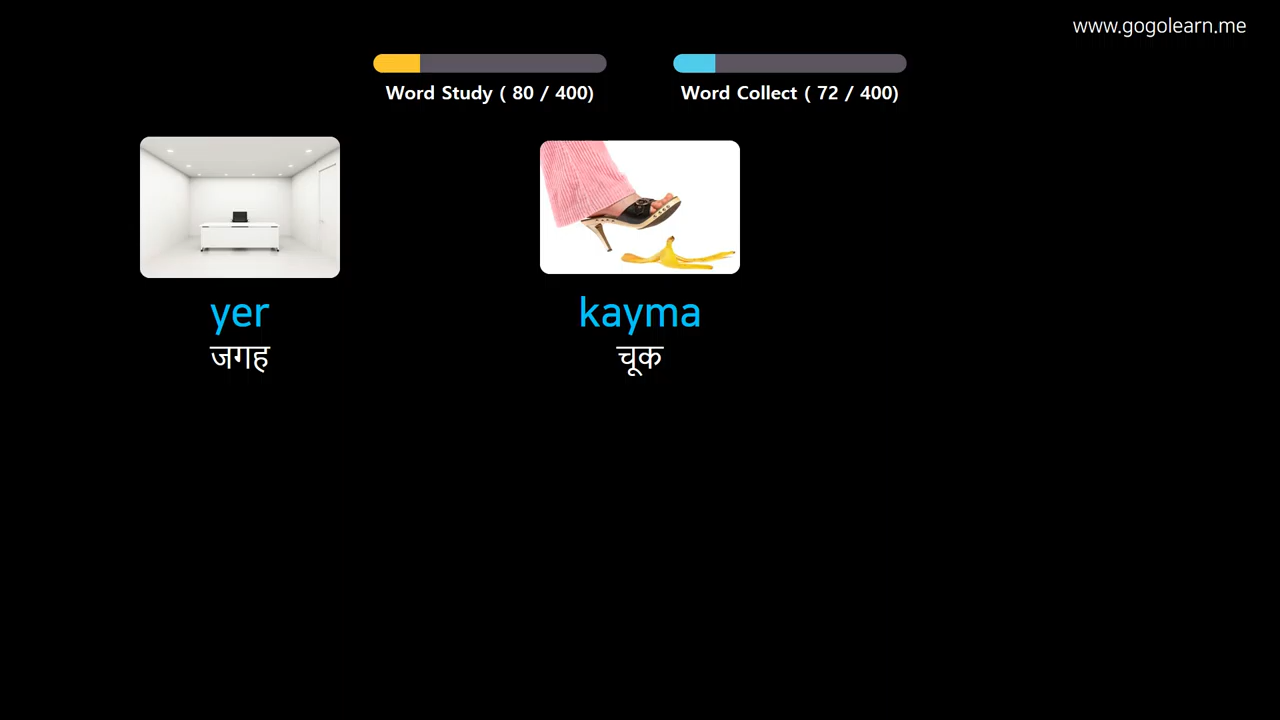 www.gogolearn.me
Word Study ( 80 / 400)
Word Collect ( 72 / 400)
yer
जगह
kayma
चूक